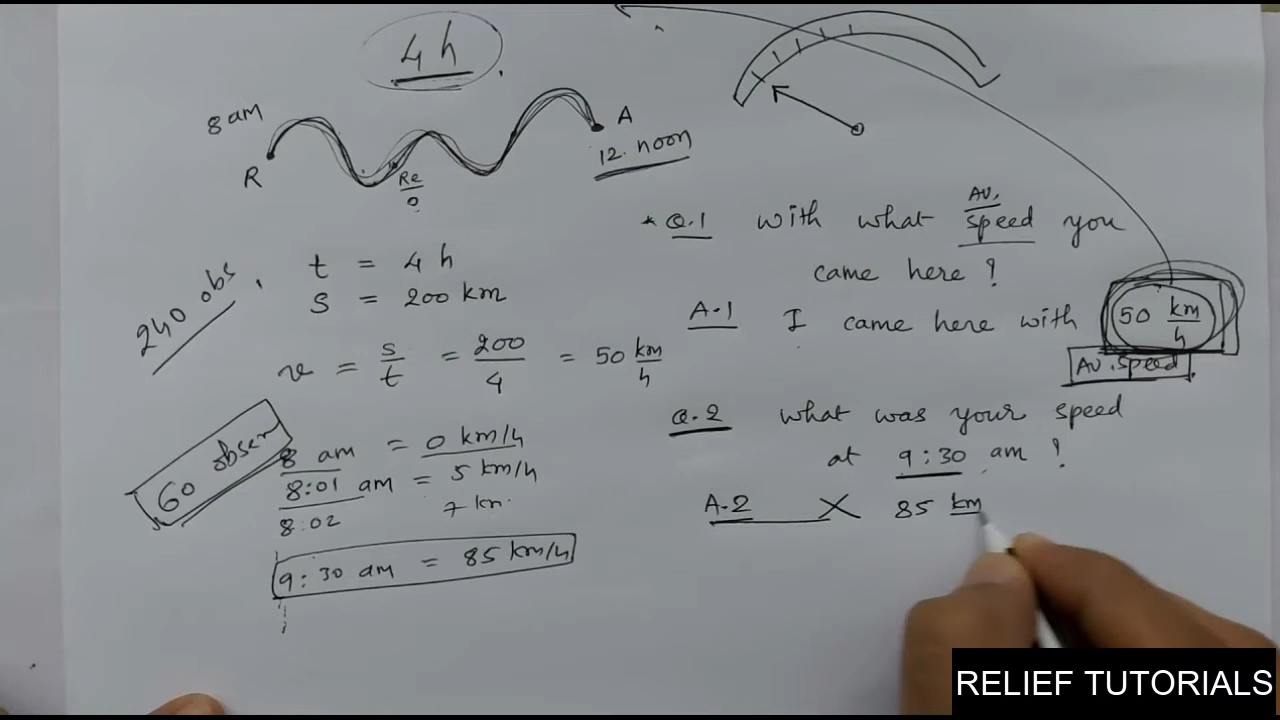 4 h
8 am
R
Re
0
A
12. noon
240 obs.
t = 4 h
S = 200 km
v = s/t = 200/4 = 50 km/h
60 obser
8 am = 0 km/h
8:01 am = 5 km/h
8:02 7 km.
9:30 am = 85 km/h
* Q.1 With what Av. speed you
came here ?
A.1 I came here with 50 km/h
Av. speed
Q.2 What was your speed
at 9:30 am ?
A.2 X 85 km
RELIEF TUTORIALS